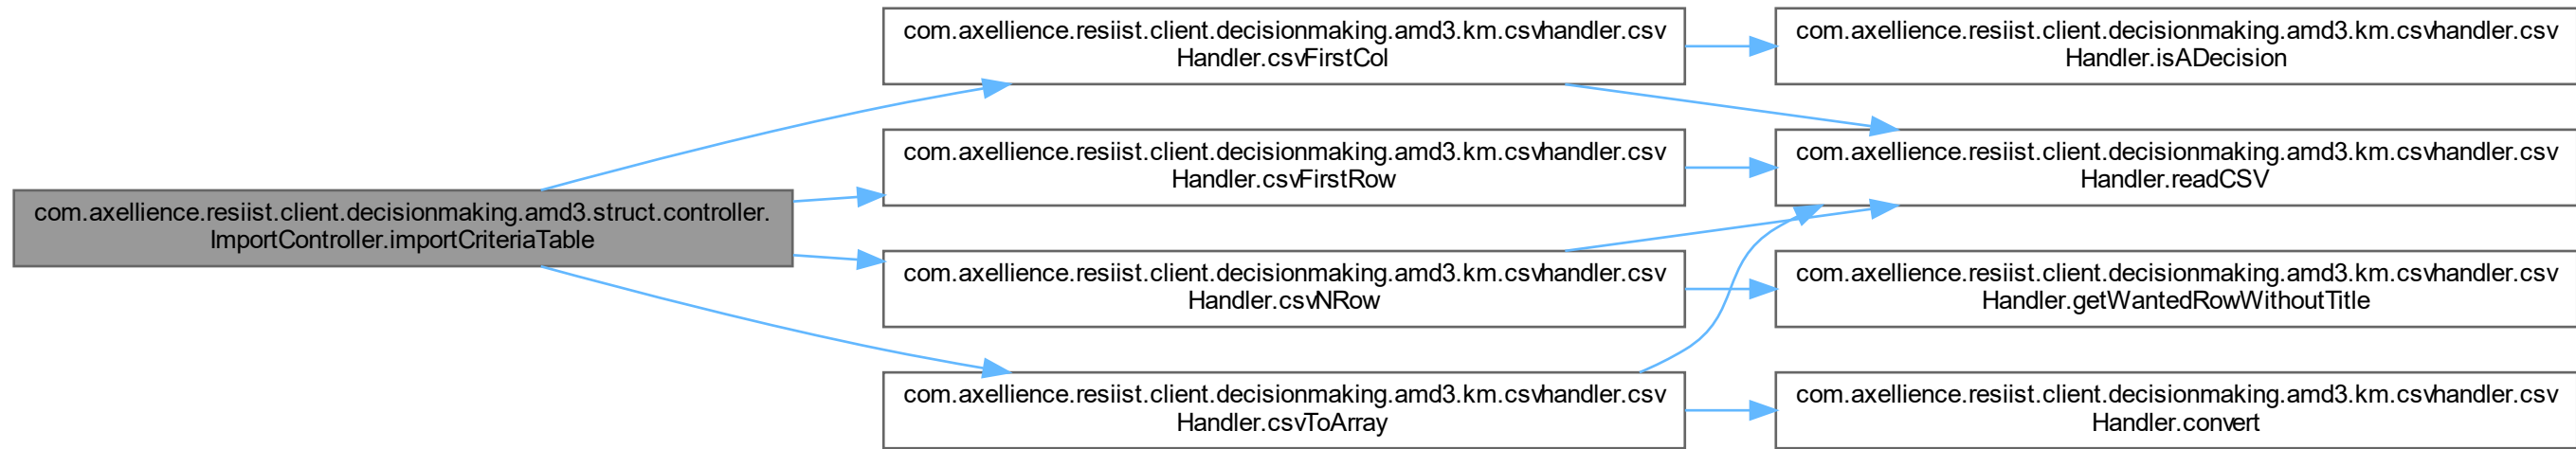 com.axellience.resiist.client.decisionmaking.amd3.struct.controller.
ImportController.importCriteriaTable
com.axellience.resiist.client.decisionmaking.amd3.km.csvhandler.csv
Handler.csvFirstCol
com.axellience.resiist.client.decisionmaking.amd3.km.csvhandler.csv
Handler.csvFirstRow
com.axellience.resiist.client.decisionmaking.amd3.km.csvhandler.csv
Handler.csvNRow
com.axellience.resiist.client.decisionmaking.amd3.km.csvhandler.csv
Handler.csvToArray
com.axellience.resiist.client.decisionmaking.amd3.km.csvhandler.csv
Handler.isADecision
com.axellience.resiist.client.decisionmaking.amd3.km.csvhandler.csv
Handler.readCSV
com.axellience.resiist.client.decisionmaking.amd3.km.csvhandler.csv
Handler.getWantedRowWithoutTitle
com.axellience.resiist.client.decisionmaking.amd3.km.csvhandler.csv
Handler.convert